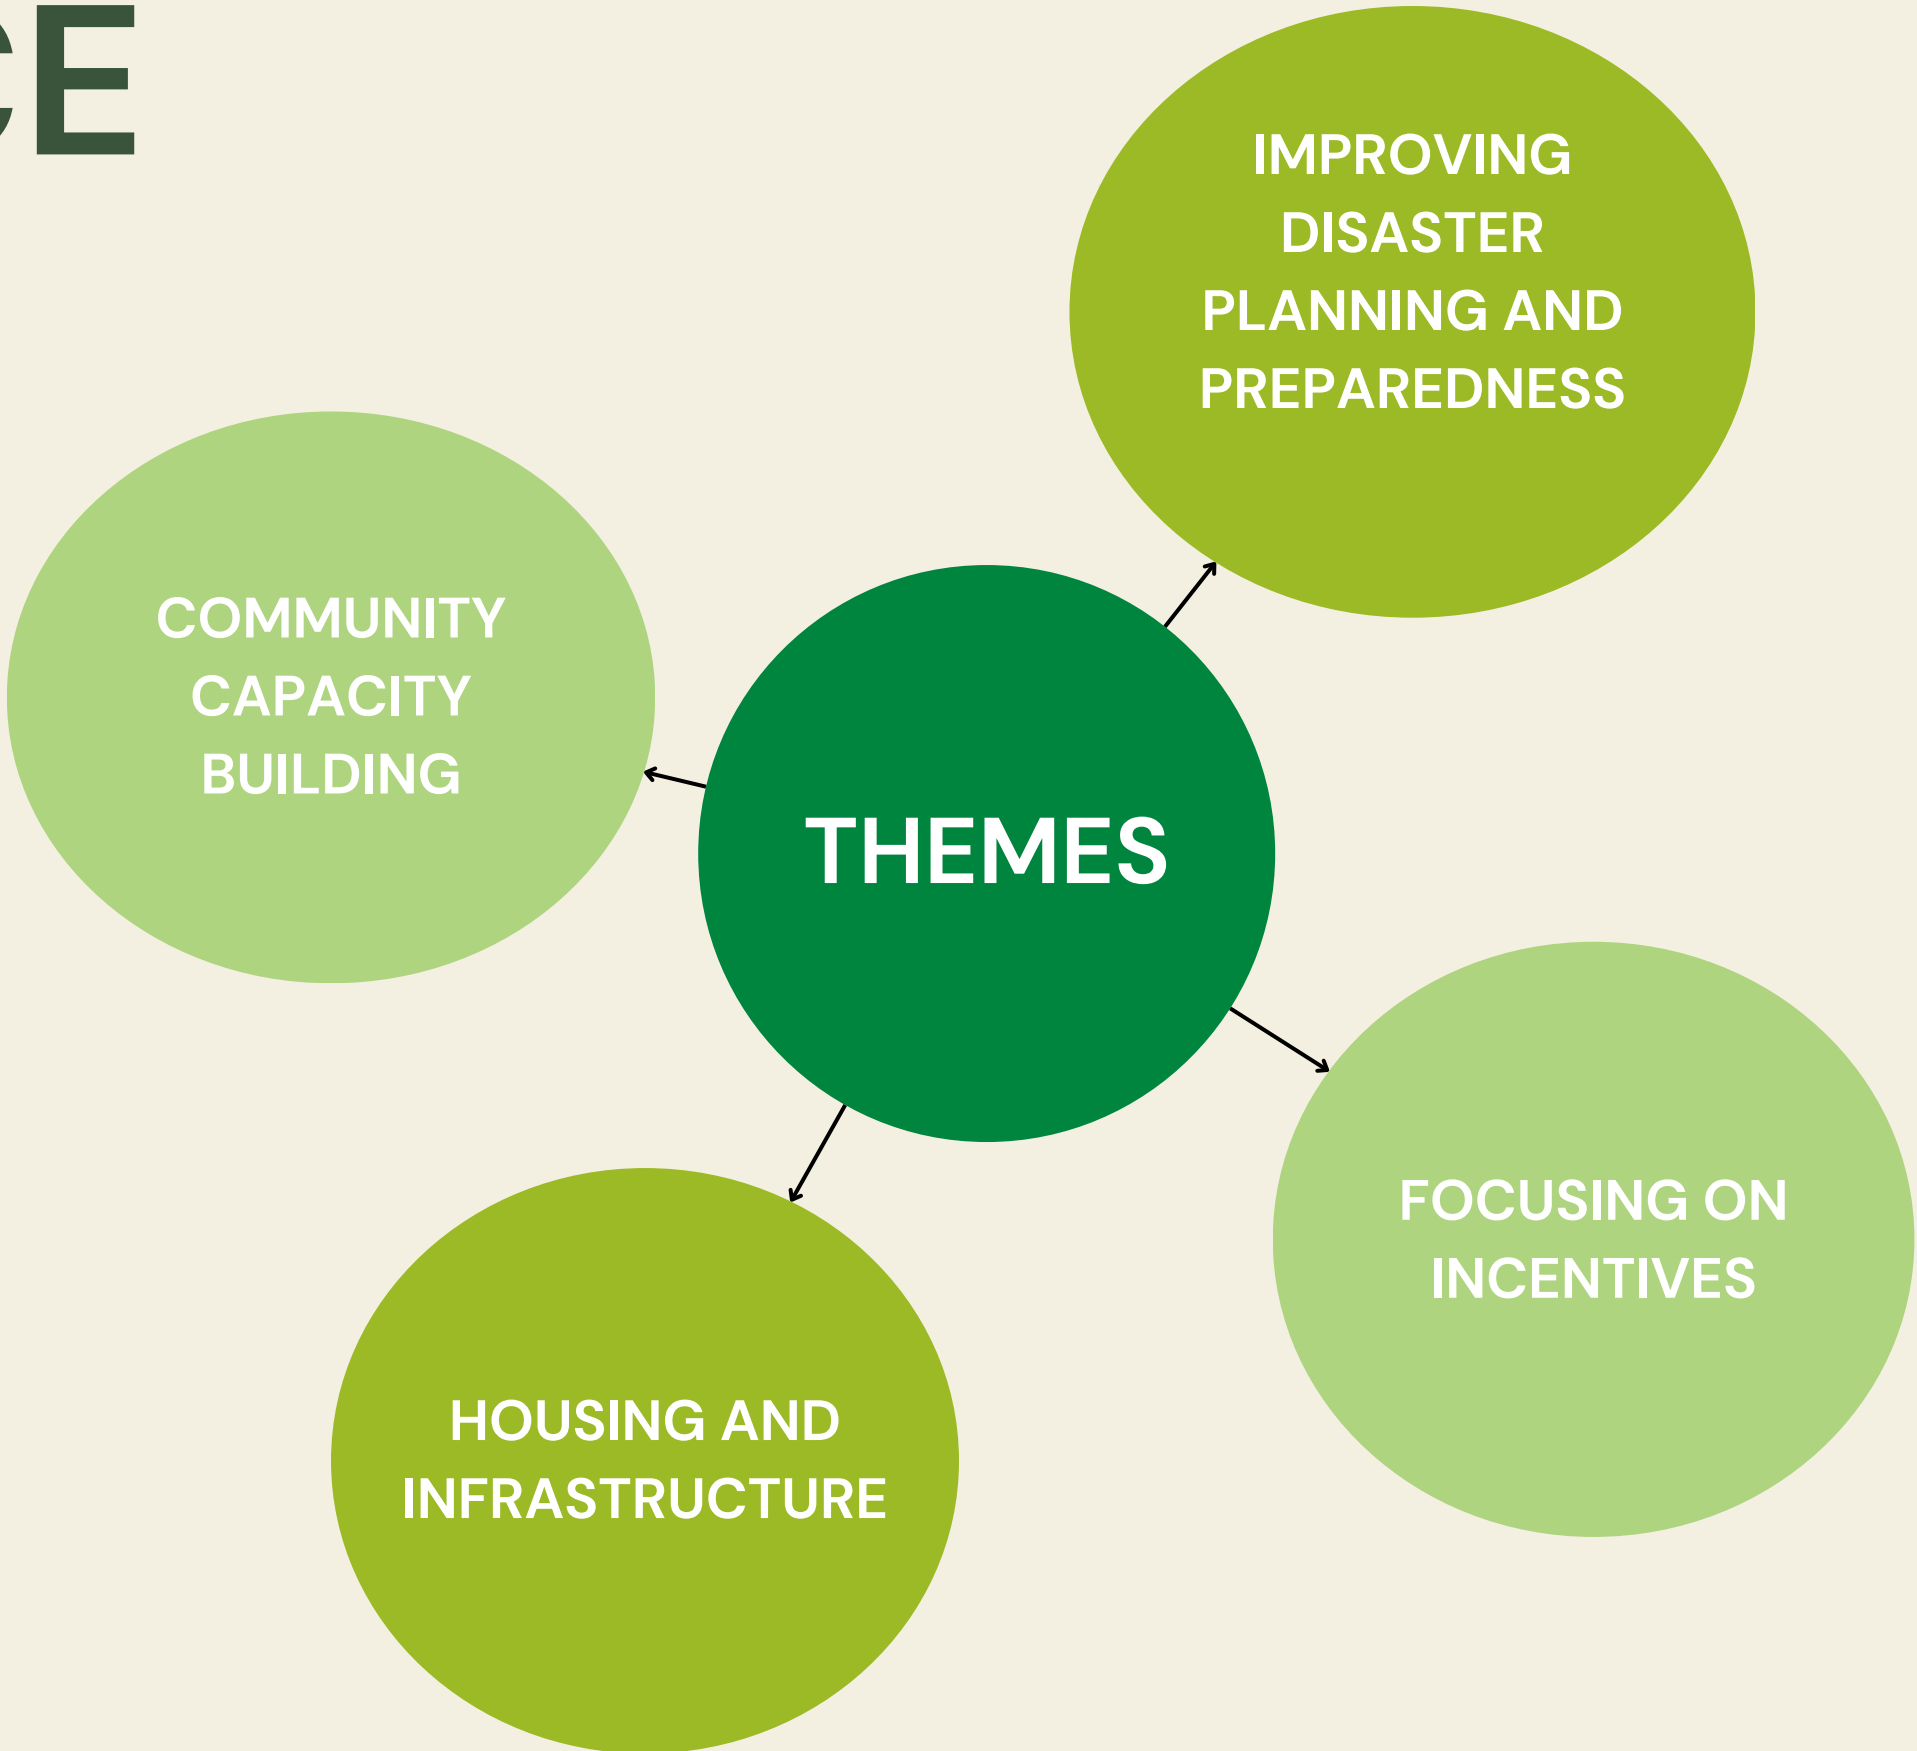 CE
IMPROVING
DISASTER
PLANNING AND
PREPAREDNESS
COMMUNITY
CAPACITY
BUILDING
THEMES
FOCUSING ON
INCENTIVES
HOUSING AND
INFRASTRUCTURE